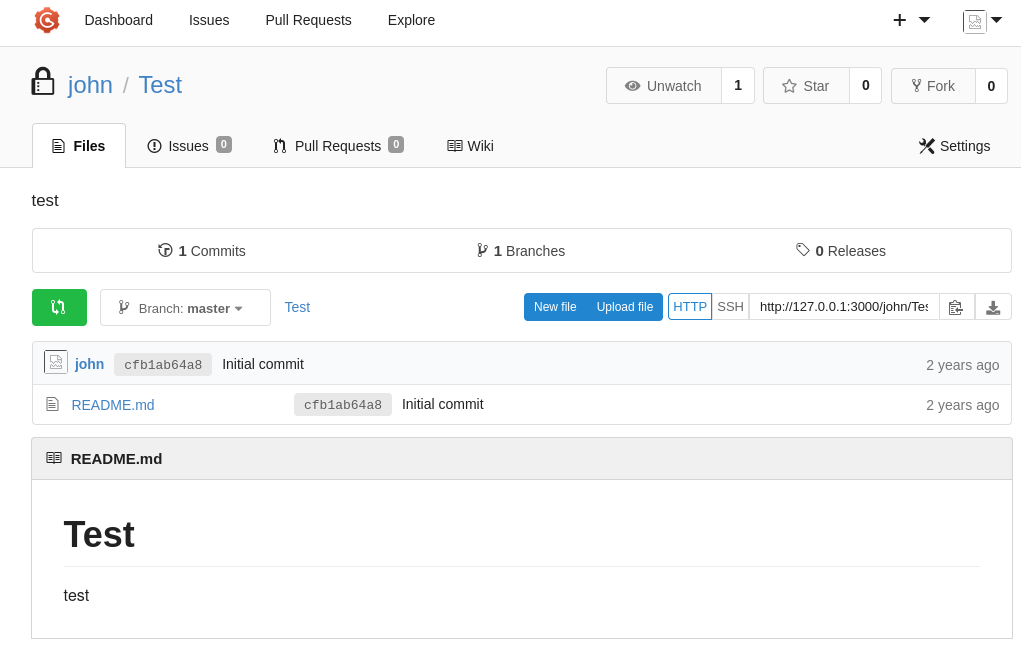 Dashboard Issues Pull Requests Explore
john / Test
Unwatch 1 Star 0 Fork 0
Files Issues 0 Pull Requests 0 Wiki Settings
test
1 Commits 1 Branches 0 Releases
Branch: master Test New file Upload file HTTP SSH http://127.0.0.1:3000/john/Tes
john cfb1ab64a8 Initial commit 2 years ago
README.md cfb1ab64a8 Initial commit 2 years ago
README.md
Test
test